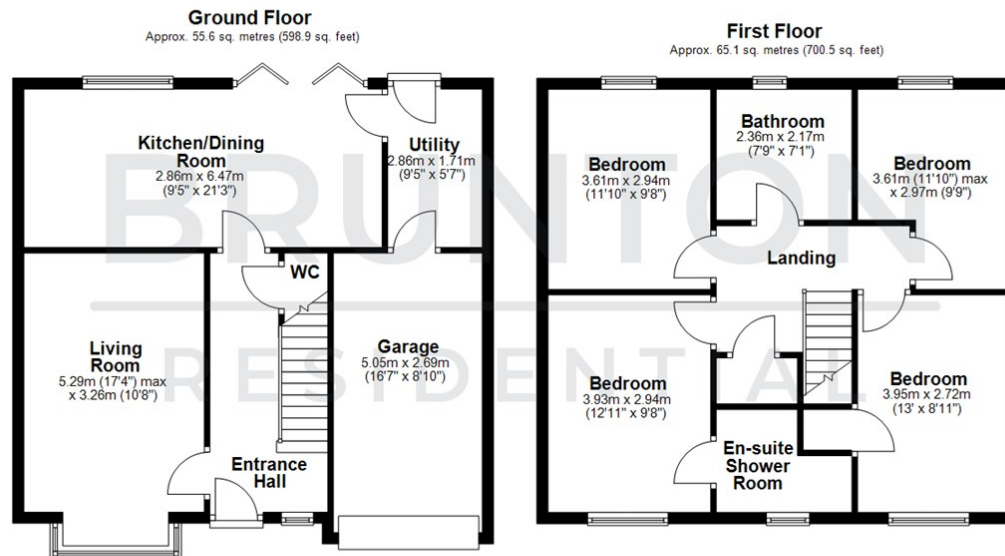 Ground Floor
Approx. 55.6 sq. metres (598.9 sq. feet)
Kitchen/Dining
Room
2.86m x 6.47m
(9'5" x 21'3")
Utility
2.86m x 1.71m
(9'5" x 5'7")
WC
Living
Room
5.29m (17'4") max
x 3.26m (10'8")
Garage
5.05m x 2.69m
(16'7" x 8'10")
Entrance
Hall
First Floor
Approx. 65.1 sq. metres (700.5 sq. feet)
Bedroom
3.61m x 2.94m
(11'10" x 9'8")
Bathroom
2.36m x 2.17m
(7'9" x 7'1")
Bedroom
3.61m (11'10") max
x 2.97m (9'9")
Landing
Bedroom
3.93m x 2.94m
(12'11" x 9'8")
Bedroom
3.95m x 2.72m
(13' x 8'11")
En-suite
Shower
Room
BRUNTON
RESIDENTIAL